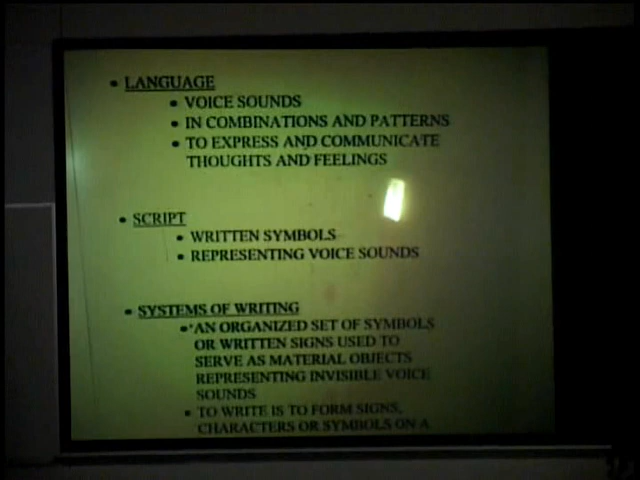 • LANGUAGE
• VOICE SOUNDS
• IN COMBINATIONS AND PATTERNS
• TO EXPRESS AND COMMUNICATE
THOUGHTS AND FEELINGS
• SCRIPT
• WRITTEN SYMBOLS
• REPRESENTING VOICE SOUNDS
• SYSTEMS OF WRITING
• AN ORGANIZED SET OF SYMBOLS
OR WRITTEN SIGNS USED TO
SERVE AS MATERIAL OBJECTS
REPRESENTING INVISIBLE VOICE
SOUNDS
• TO WRITE IS TO FORM SIGNS,
CHARACTERS OR SYMBOLS ON A